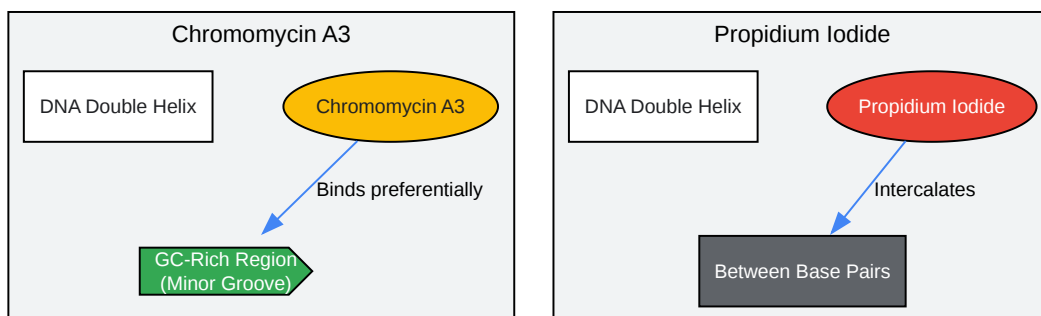 Chromomycin A3
DNA Double Helix
Chromomycin A3
Binds preferentially
GC-Rich Region
(Minor Groove)
Propidium Iodide
DNA Double Helix
Propidium Iodide
Intercalates
Between Base Pairs